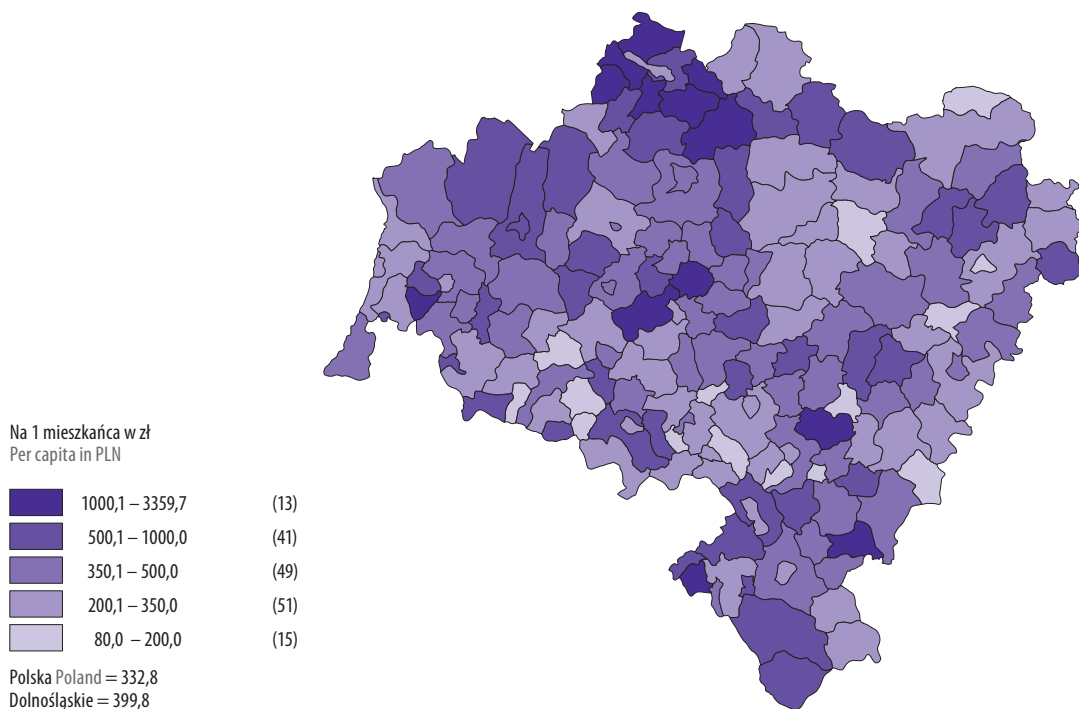 Na 1 mieszkańca w zł
Per capita in PLN
1000,1 – 3359,7 (13)
500,1 – 1000,0 (41)
350,1 – 500,0 (49)
200,1 – 350,0 (51)
80,0 – 200,0 (15)
Polska Poland = 332,8
Dolnośląskie = 399,8